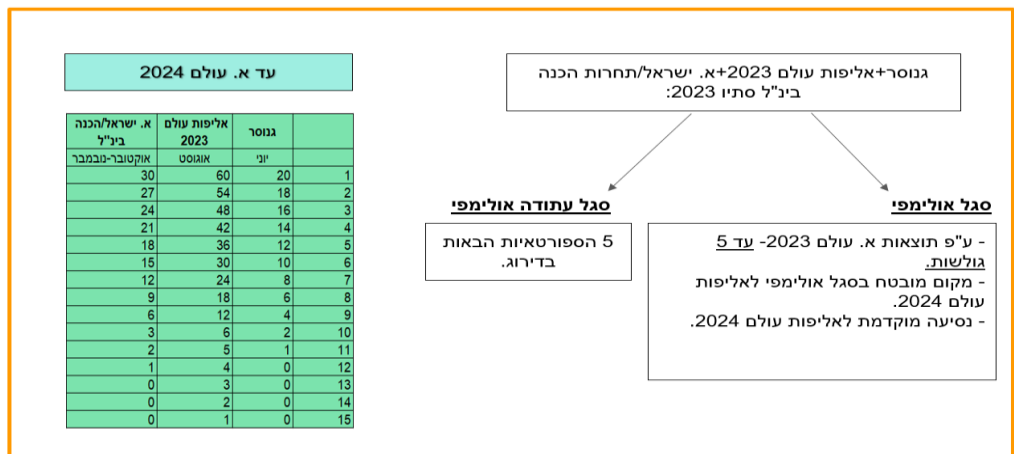 גנוסר+אליפות עולם 2023+א. ישראל/תחרות הכנה
בינ"ל סתיו 2023:
סגל אולימפי
- ע"פ תוצאות א. עולם 2023- עד 5
גולשות.
- מקום מובטח בסגל אולימפי לאליפות
עולם 2024.
- נסיעה מוקדמת לאליפות עולם 2024.
סגל עתודה אולימפי
5 הספורטאיות הבאות
בדירוג.
עד א. עולם 2024
גנוסר אליפות עולם א. ישראל/הכנה
2023 בינ"ל
יוני אוגוסט אוקטובר-נובמבר
1 20 60 30
2 18 54 27
3 16 48 24
4 14 42 21
5 12 36 18
6 10 30 15
7 8 24 12
8 6 18 9
9 4 12 6
10 2 6 3
11 1 5 2
12 0 4 1
13 0 3 0
14 0 2 0
15 0 1 0